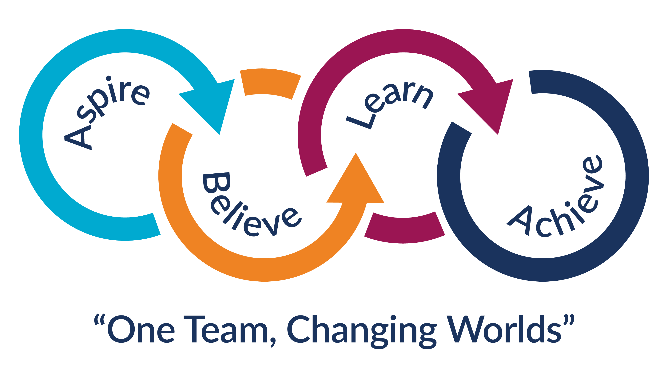 Aspire
Believe
Learn
Achieve
“One Team, Changing Worlds”